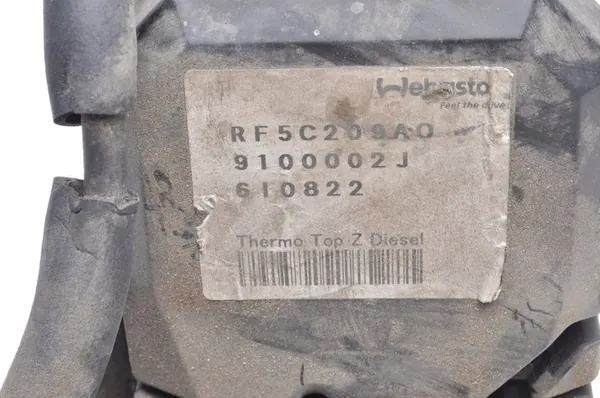 Webasto
Feel the drive
RF5C209A0
9100002J
610822
Thermo Top Z Diesel